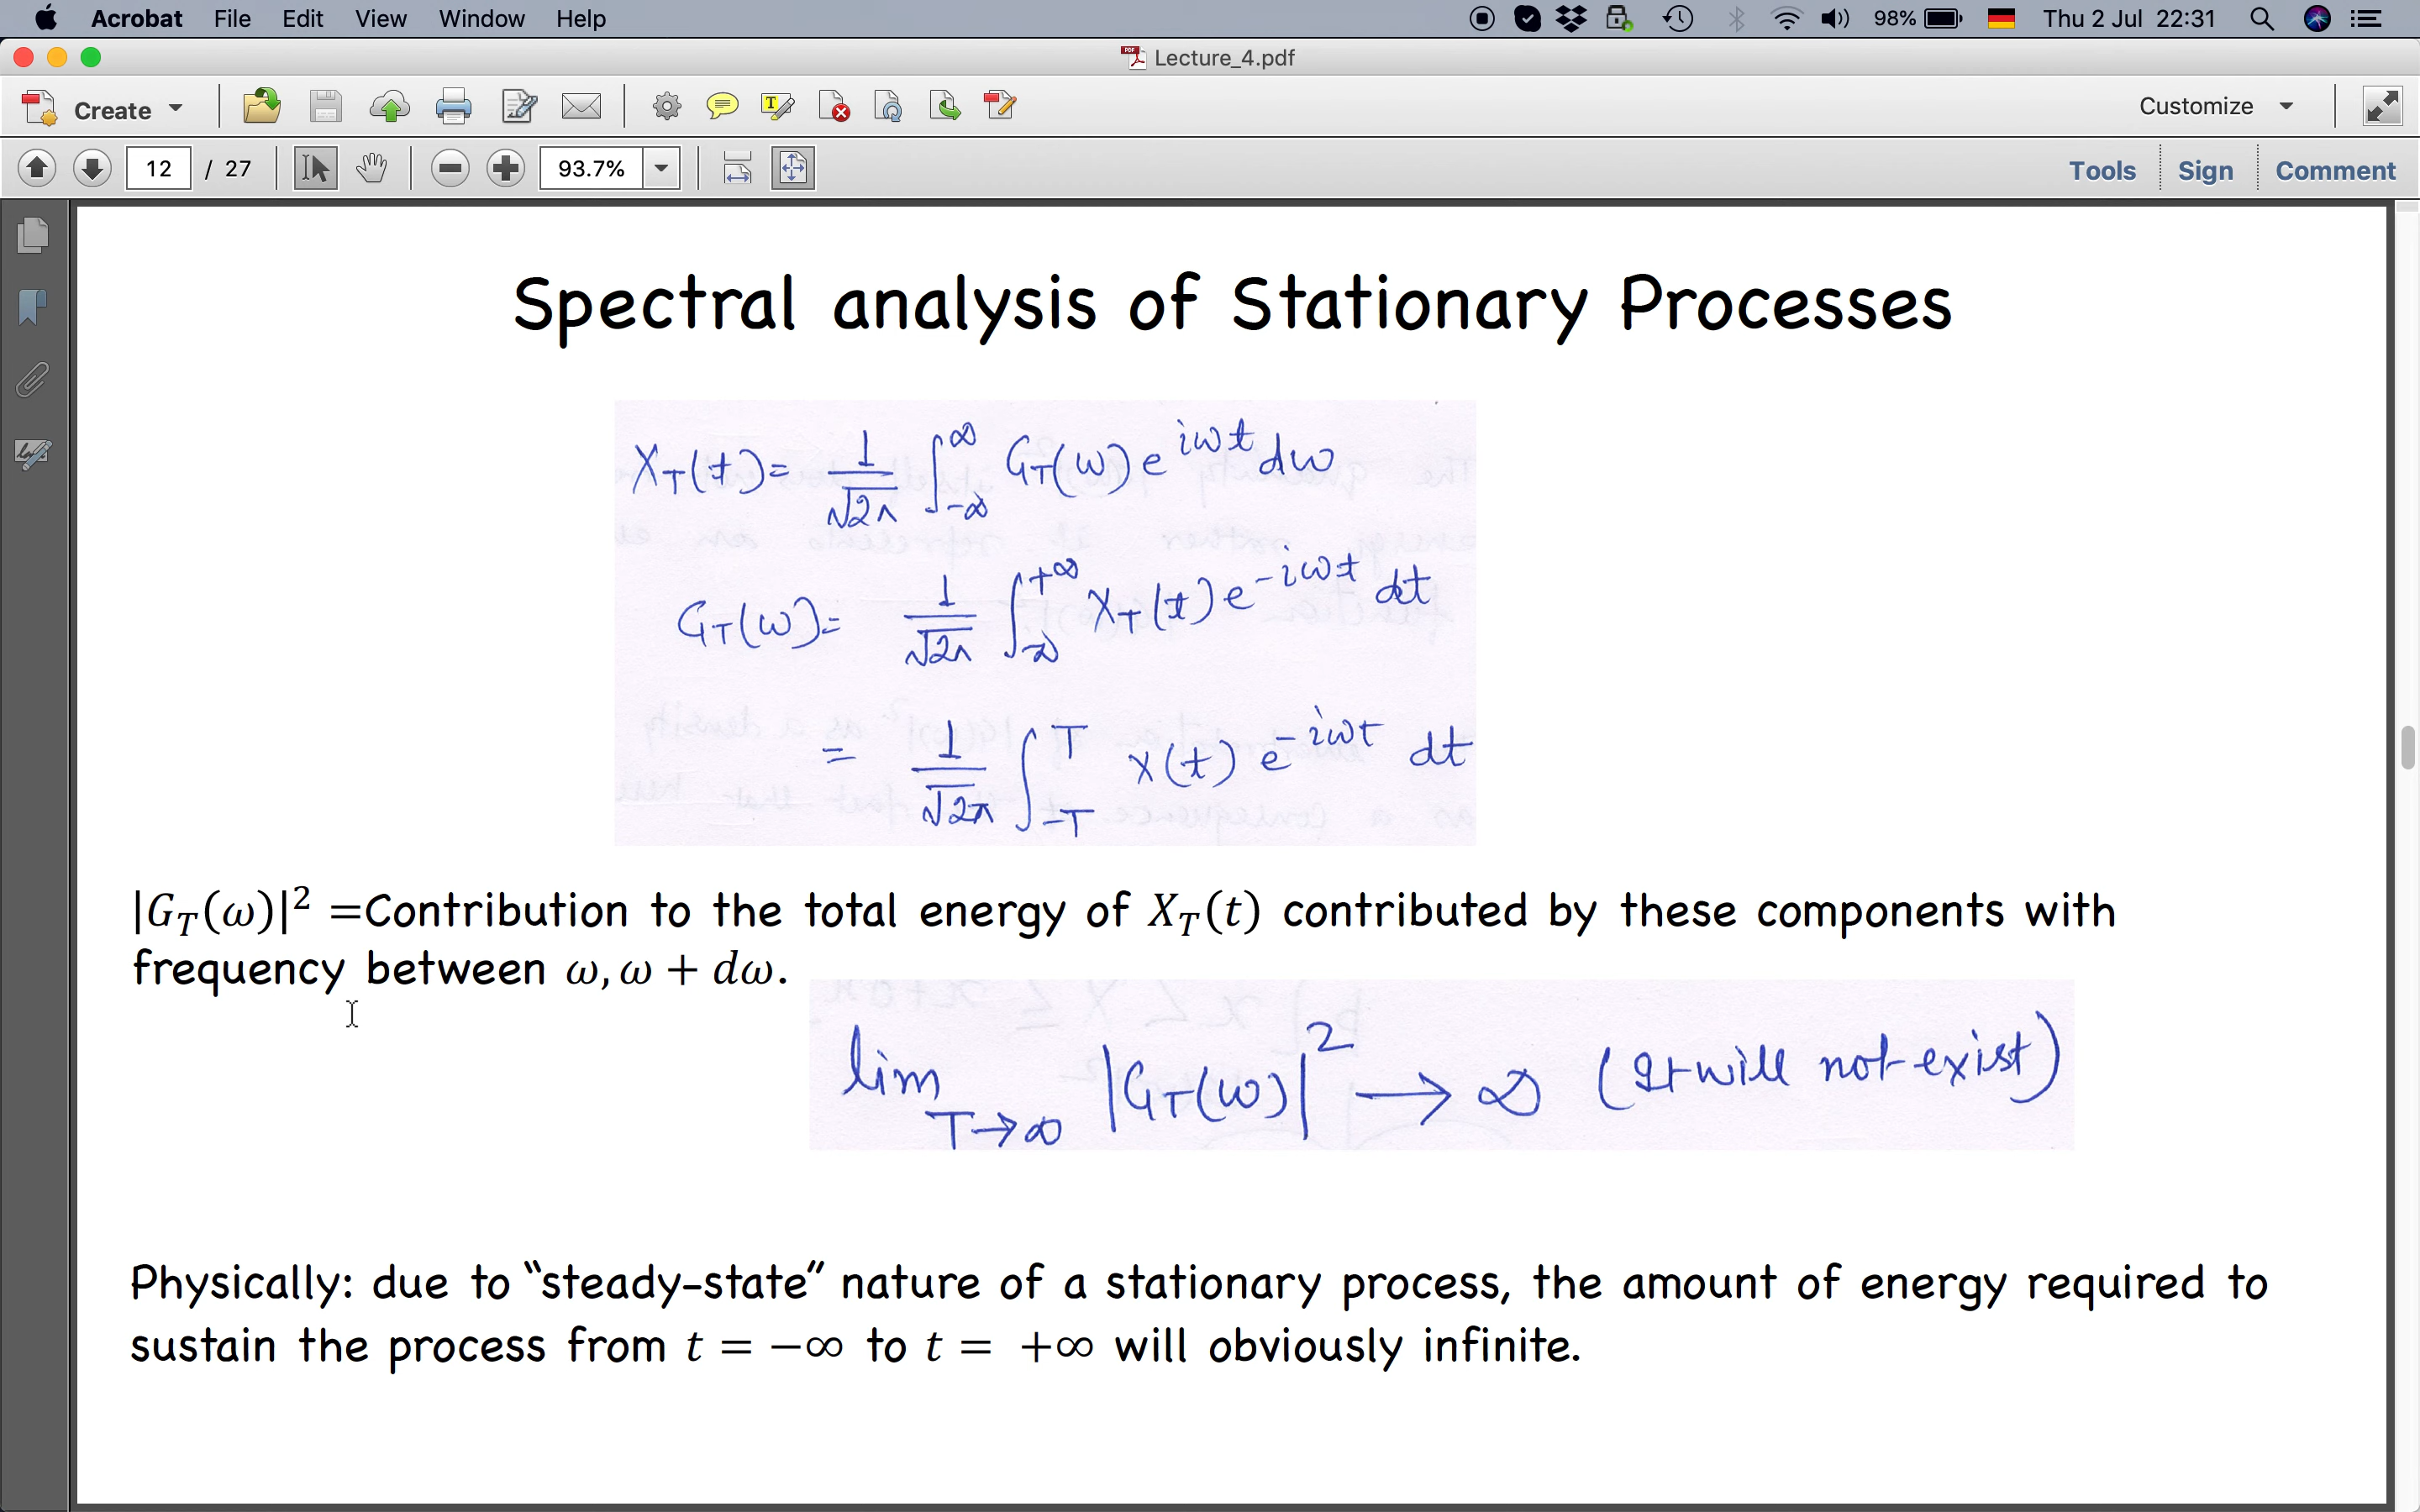 Acrobat File Edit View Window Help 98% Thu 2 Jul 22:31
Lecture_4.pdf
Create Customize
12 / 27 93.7% Tools Sign Comment
Spectral analysis of Stationary Processes
X_T(t) = 1/√2π ∫_{-∞}^{∞} G_T(ω) e^{iωt} dω
G_T(ω) = 1/√2π ∫_{-∞}^{+∞} X_T(t) e^{-iωt} dt
= 1/√2π ∫_{-T}^{T} X(t) e^{-iωt} dt
|G_T(ω)|² =Contribution to the total energy of X_T(t) contributed by these components with
frequency between ω, ω + dω.
lim_{T→∞} |G_T(ω)|² → ∞ (It will not exist)
Physically: due to “steady-state” nature of a stationary process, the amount of energy required to
sustain the process from t = −∞ to t = +∞ will obviously infinite.